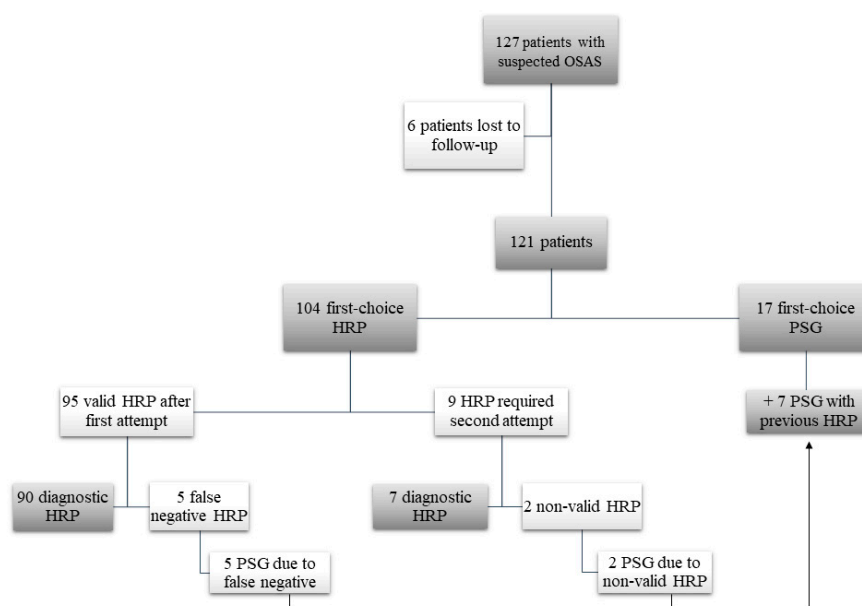 127 patients with
suspected OSAS
6 patients lost to
follow-up
121 patients
104 first-choice
HRP
17 first-choice
PSG
95 valid HRP after
first attempt
9 HRP required
second attempt
+ 7 PSG with
previous HRP
90 diagnostic
HRP
5 false
negative HRP
7 diagnostic
HRP
2 non-valid HRP
5 PSG due to
false negative
2 PSG due to
non-valid HRP